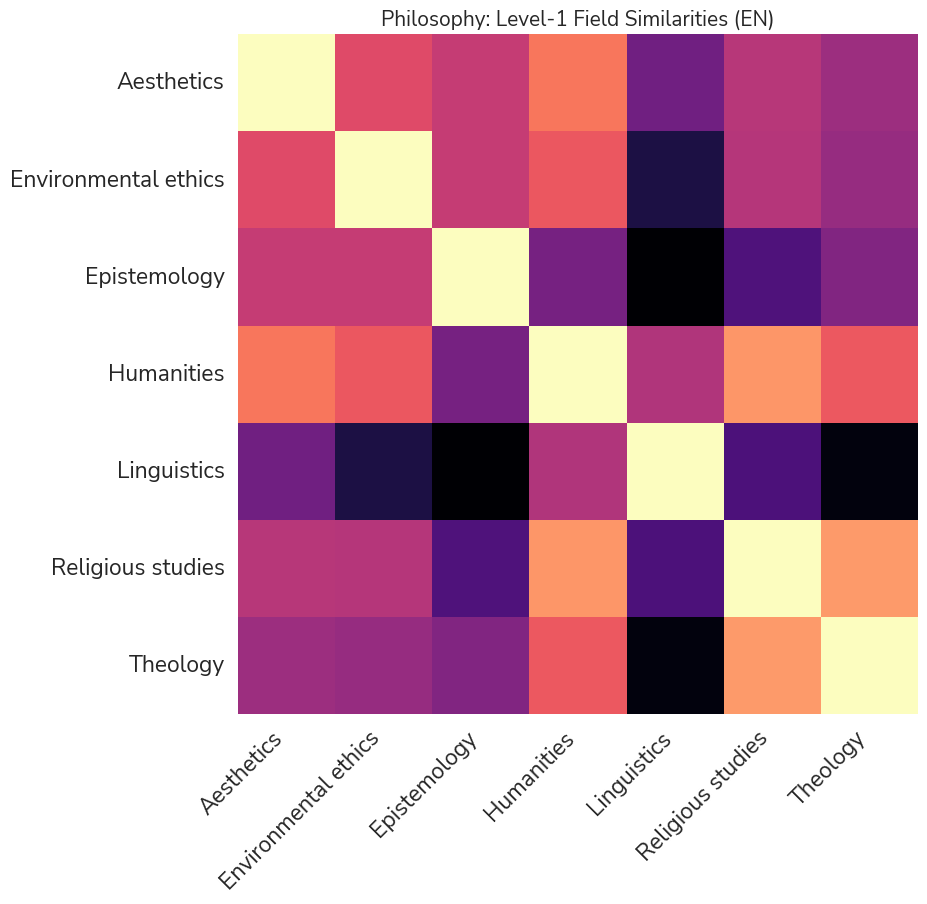 Philosophy: Level-1 Field Similarities (EN)
Aesthetics
Environmental ethics
Epistemology
Humanities
Linguistics
Religious studies
Theology
Aesthetics
Environmental ethics
Epistemology
Humanities
Linguistics
Religious studies
Theology